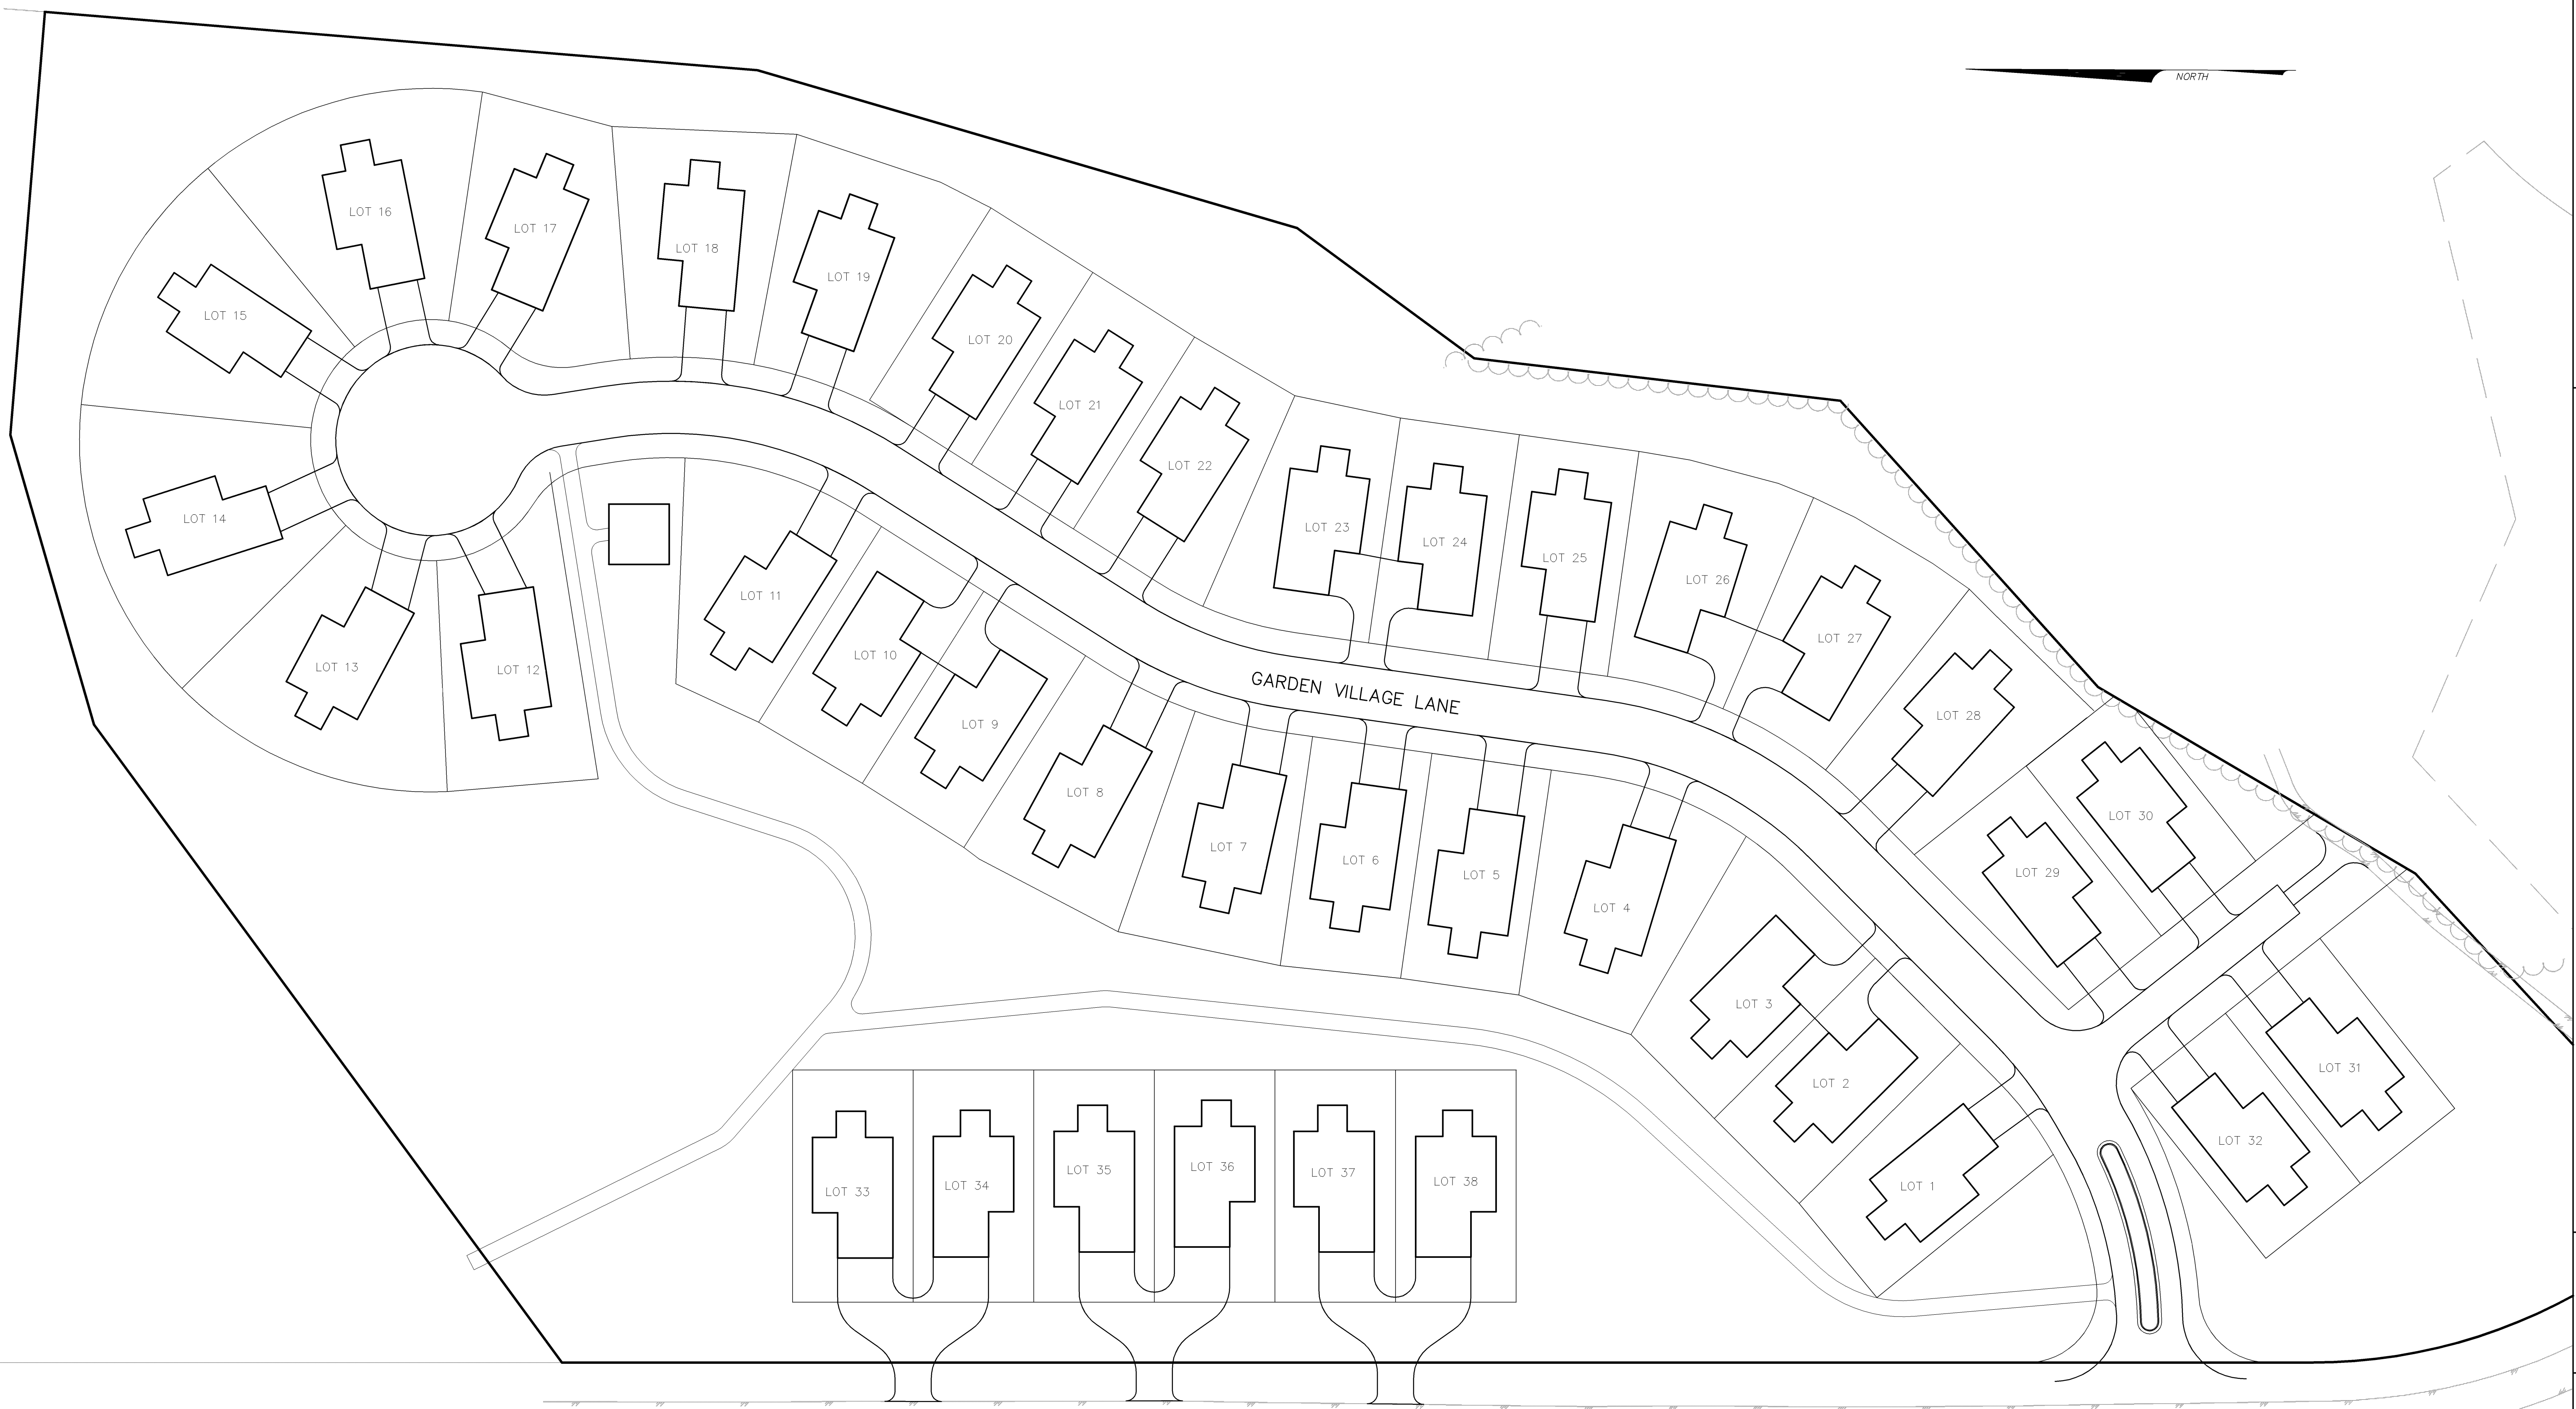 NORTH
LOT 16
LOT 17
LOT 18
LOT 19
LOT 15
LOT 20
LOT 21
LOT 22
LOT 14
LOT 23
LOT 24
LOT 25
LOT 26
LOT 27
LOT 13
LOT 12
LOT 11
LOT 10
LOT 9
LOT 8
GARDEN VILLAGE LANE
LOT 28
LOT 7
LOT 6
LOT 5
LOT 4
LOT 29
LOT 30
LOT 3
LOT 2
LOT 1
LOT 31
LOT 32
LOT 33
LOT 34
LOT 35
LOT 36
LOT 37
LOT 38